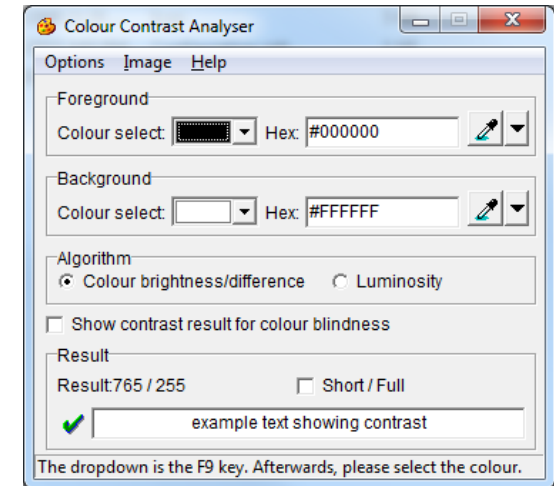 Colour Contrast Analyser
Options Image Help
Foreground
Colour select: Hex: #000000
Background
Colour select: Hex: #FFFFFF
Algorithm
Colour brightness/difference Luminosity
Show contrast result for colour blindness
Result
Result:765 / 255 Short / Full
example text showing contrast
The dropdown is the F9 key. Afterwards, please select the colour.